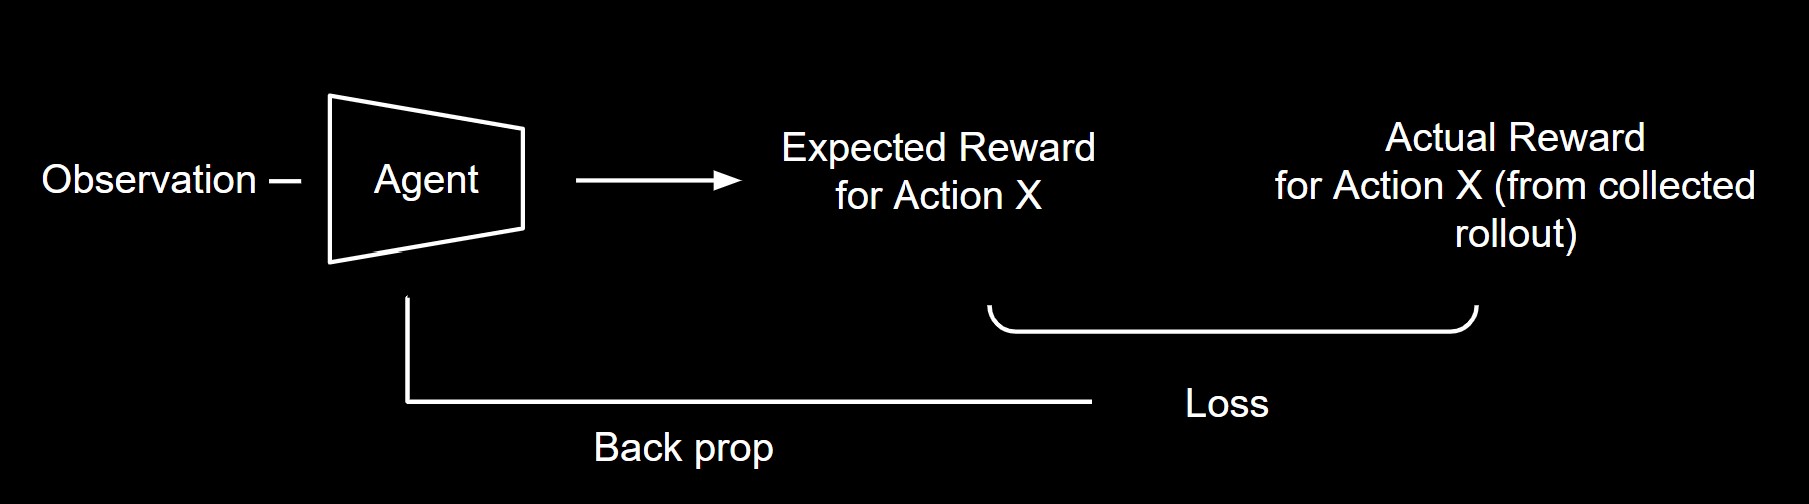 Observation
Agent
Expected Reward
for Action X
Actual Reward
for Action X (from collected
rollout)
Loss
Back prop